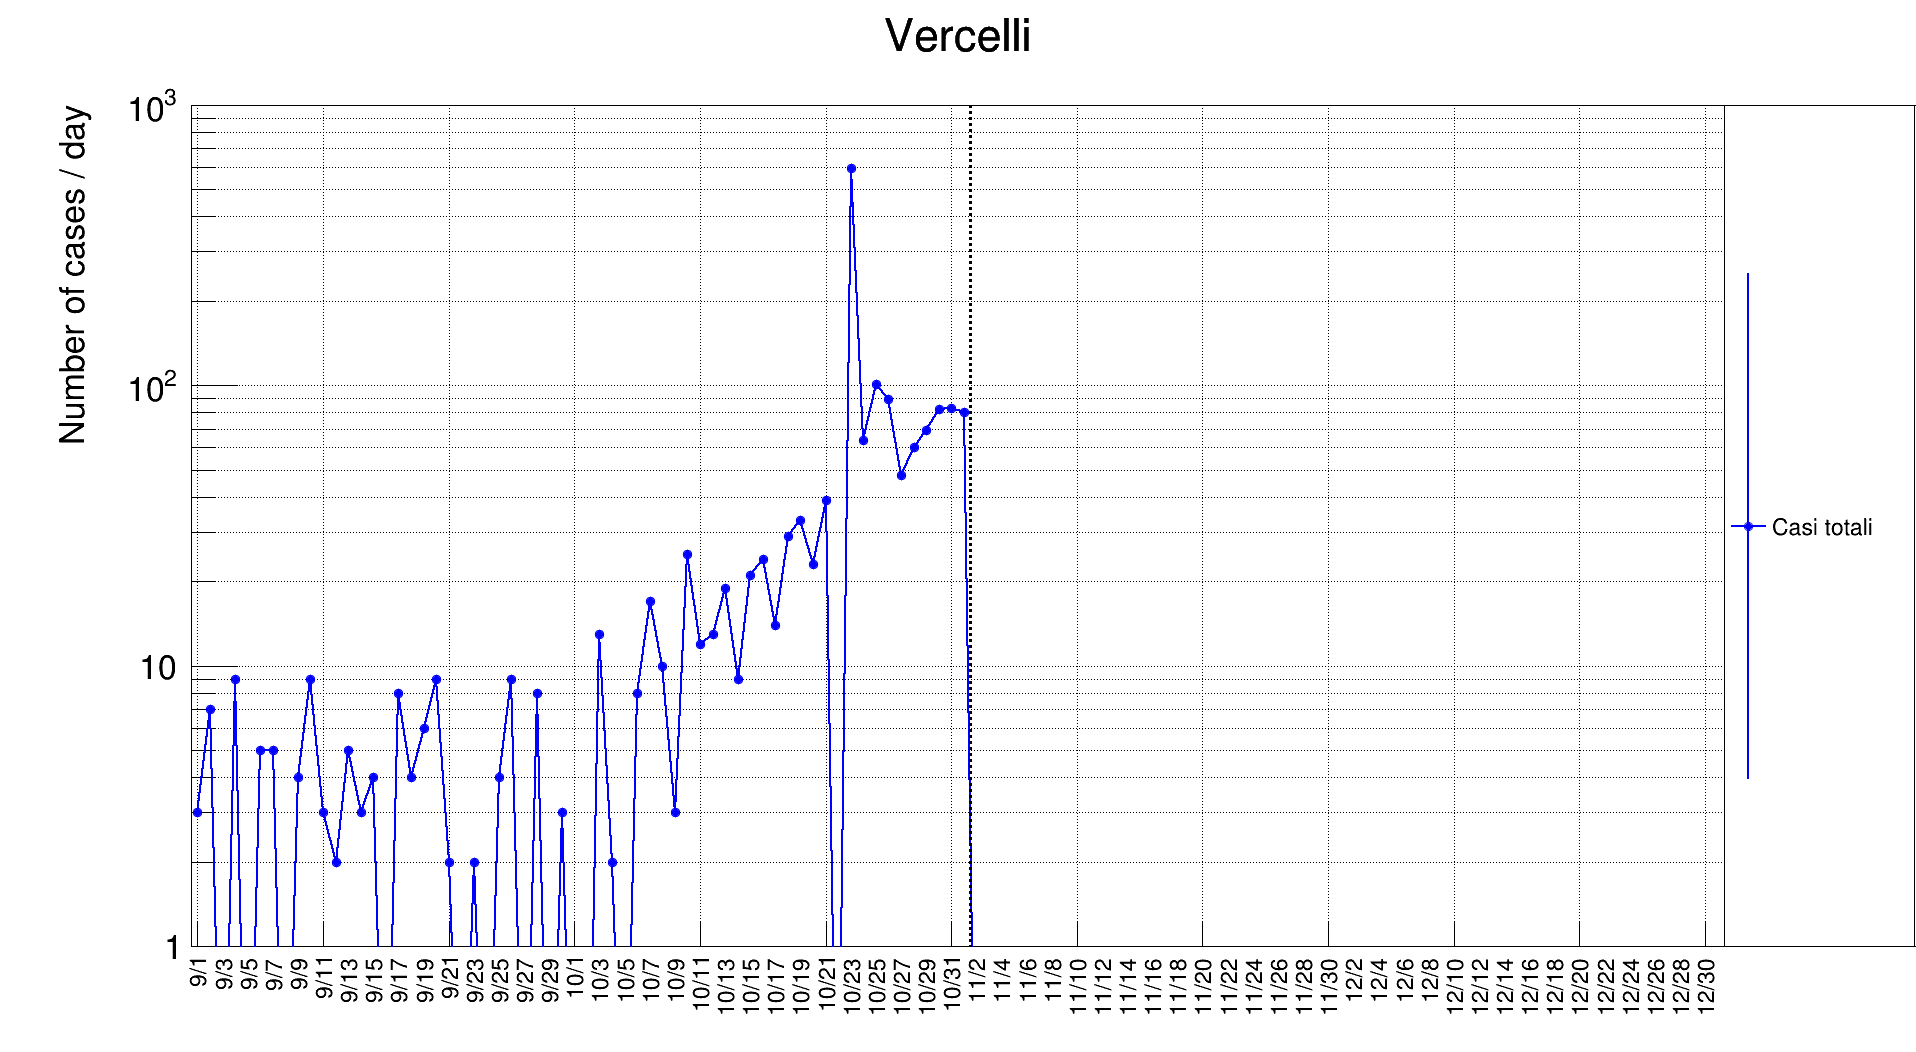 Vercelli
Number of cases / day
10³
10²
10
1
9/1 9/3 9/5 9/7 9/9 9/11 9/13 9/15 9/17 9/19 9/21 9/23 9/25 9/27 9/29 10/1 10/3 10/5 10/7 10/9 10/11 10/13 10/15 10/17 10/19 10/21 10/23 10/25 10/27 10/29 10/31 11/2 11/4 11/6 11/8 11/10 11/12 11/14 11/16 11/18 11/20 11/22 11/24 11/26 11/28 11/30 12/2 12/4 12/6 12/8 12/10 12/12 12/14 12/16 12/18 12/20 12/22 12/24 12/26 12/28 12/30
Casi totali